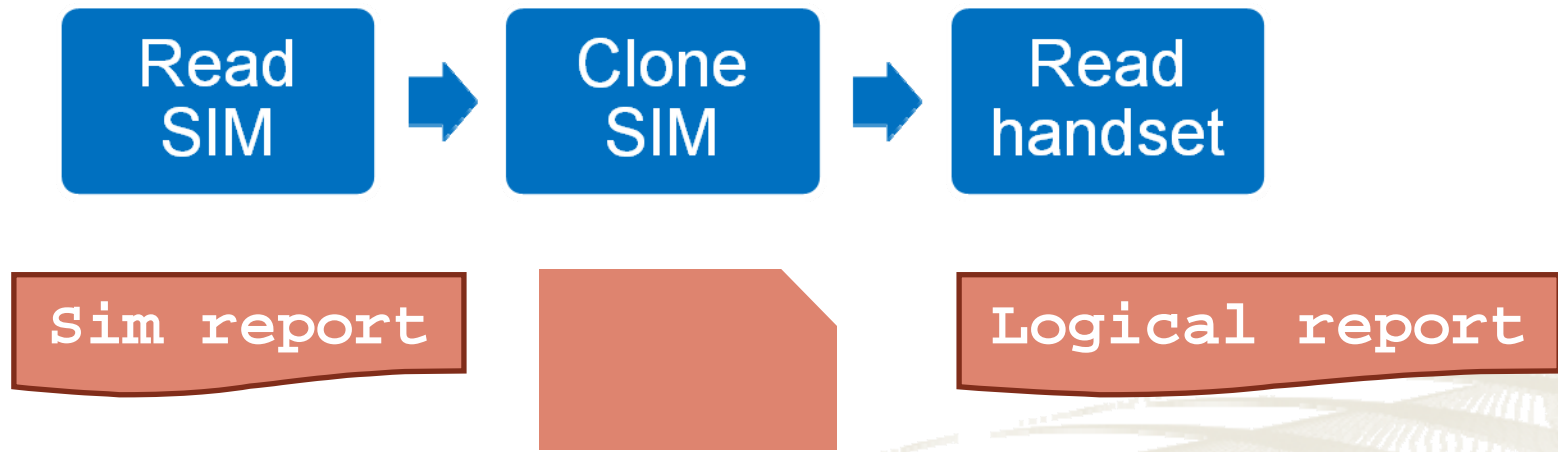 Read
SIM
Clone
SIM
Read
handset
Sim report
Logical report